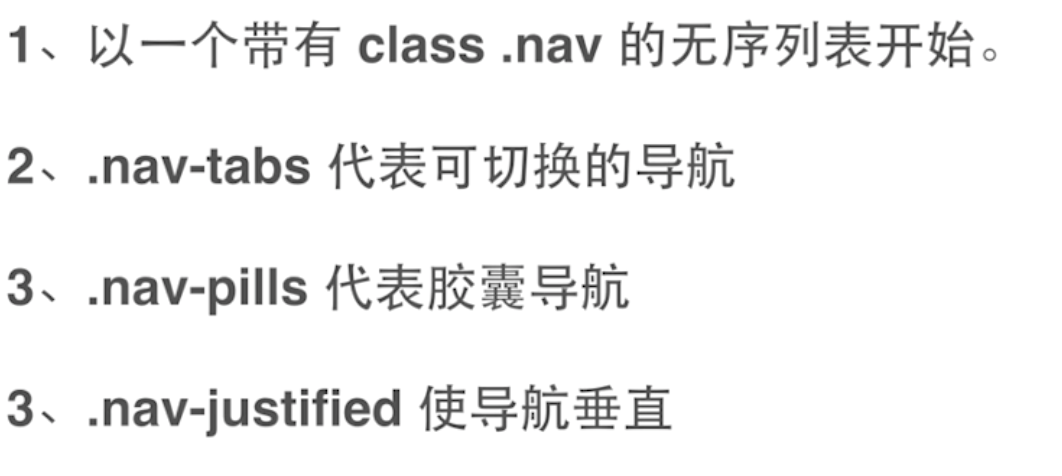 1、以一个带有 class .nav 的无序列表开始。
2、.nav-tabs 代表可切换的导航
3、.nav-pills 代表胶囊导航
3、.nav-justified 使导航垂直